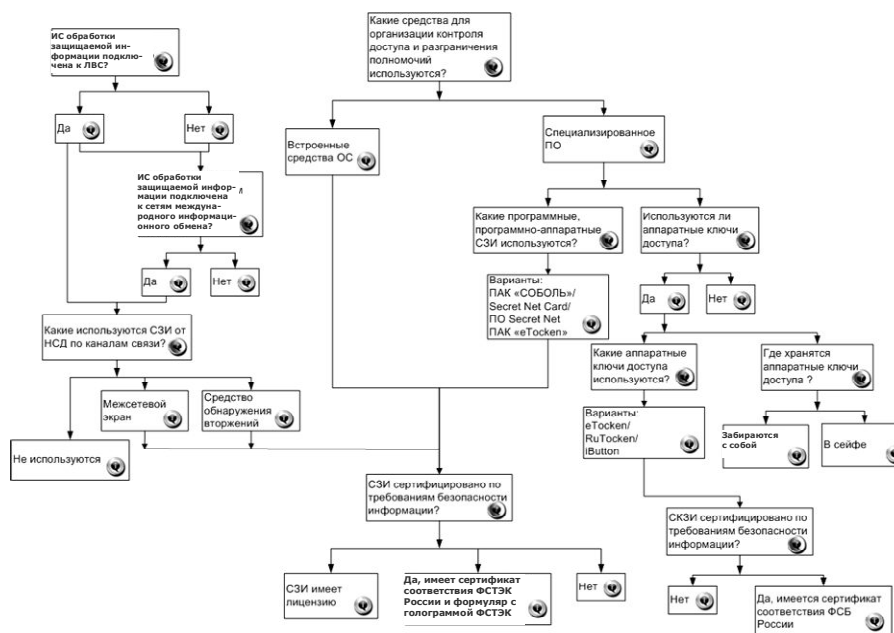 ИС обработки
защищаемой ин-
формации подклю-
чена к ЛВС?
Да
Нет
ИС обработки
защищаемой инфор-
мации подключена
к сетям междуна-
родного информаци-
онного обмена?
Да
Нет
Какие используются СЗИ от
НСД по каналам связи?
Межсетевой
экран
Средство
обнаружения
вторжений
Не используются
Какие средства для
организации контроля
доступа и разграничения
полномочий
используются?
Встроенные
средства ОС
Специализированное
ПО
Какие программные,
программно-аппаратные
СЗИ используются?
Используются ли
аппаратные ключи
доступа?
Варианты:
ПАК «СОБОЛЬ»/
Secret Net Card/
ПО Secret Net
ПАК «eTocken»
Да
Нет
Какие аппаратные
ключи доступа
используются?
Где хранятся
аппаратные ключи
доступа ?
Варианты:
eTocken/
RuTocken/
iButton
Забираются
с собой
В сейфе
СЗИ сертифицировано по
требованиям безопасности
информации?
СКЗИ сертифицировано по
требованиям безопасности
информации?
СЗИ имеет
лицензию
Да, имеет сертификат
соответствия ФСТЭК
России и формуляр с
голограммой ФСТЭК
Нет
Нет
Да, имеется сертификат
соответствия ФСБ
России